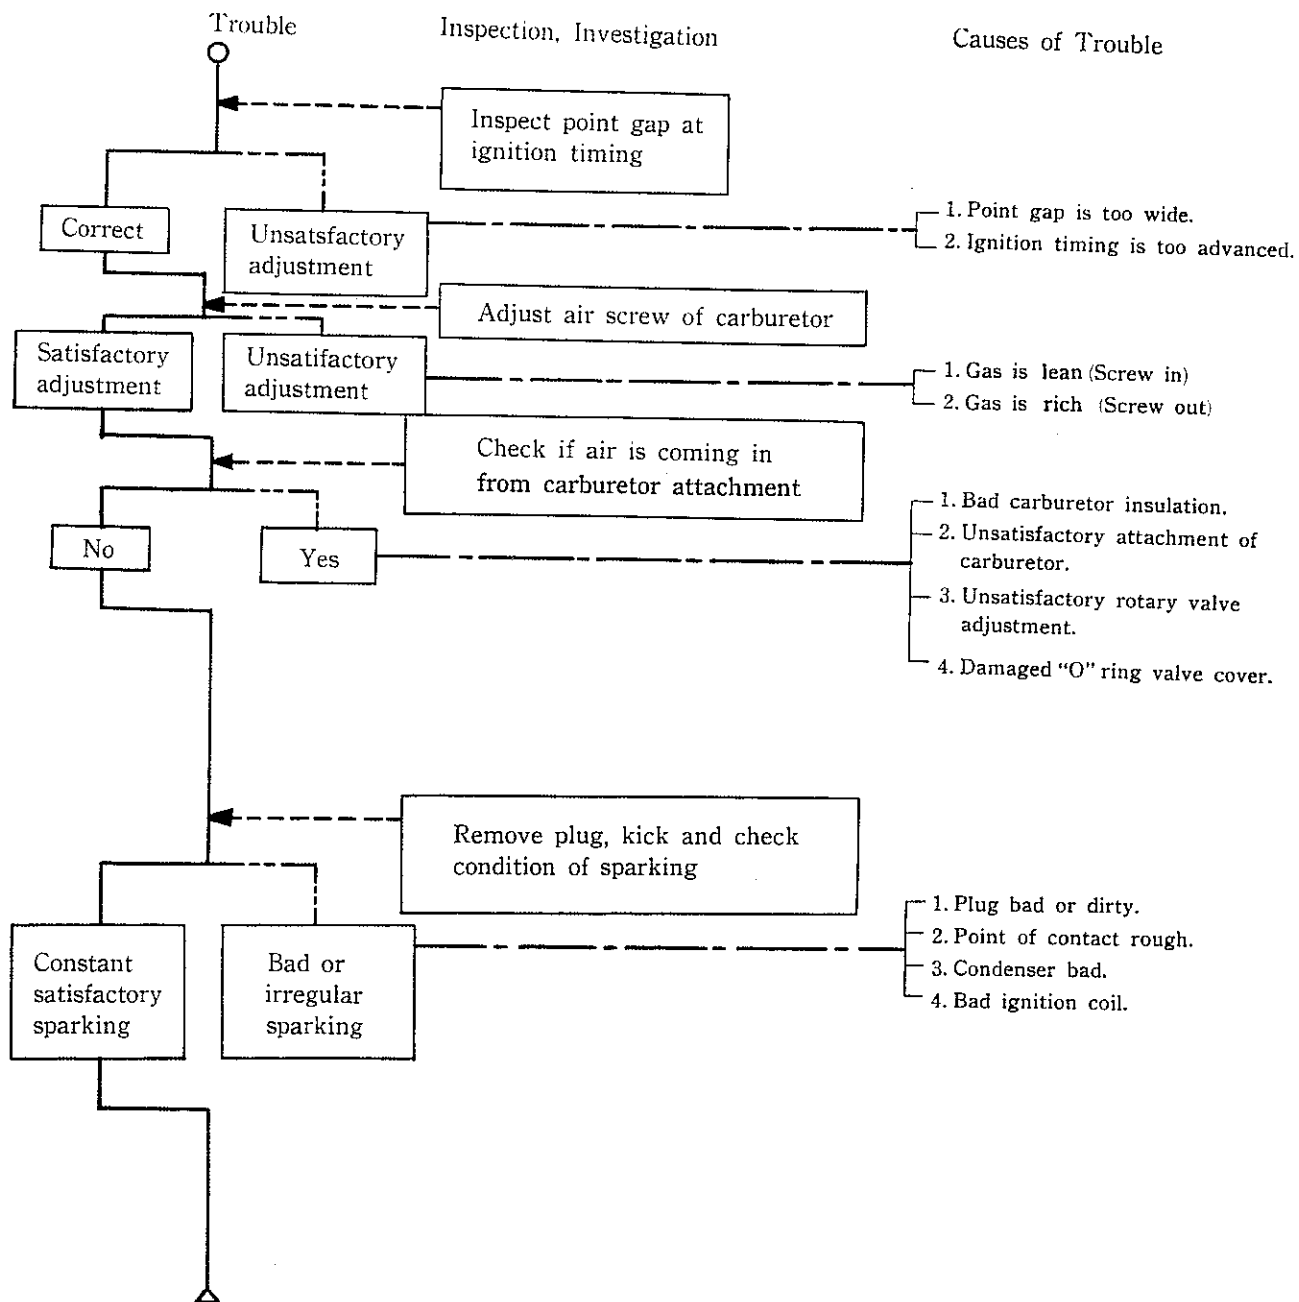 Trouble
Inspection, Investigation
Causes of Trouble
Inspect point gap at
ignition timing
Correct
Unsatsfactory
adjustment
1. Point gap is too wide.
2. Ignition timing is too advanced.
Adjust air screw of carburetor
Satisfactory
adjustment
Unsatifactory
adjustment
1. Gas is lean (Screw in)
2. Gas is rich (Screw out)
Check if air is coming in
from carburetor attachment
No
Yes
1. Bad carburetor insulation.
2. Unsatisfactory attachment of
carburetor.
3. Unsatisfactory rotary valve
adjustment.
4. Damaged “O” ring valve cover.
Remove plug, kick and check
condition of sparking
Constant
satisfactory
sparking
Bad or
irregular
sparking
1. Plug bad or dirty.
2. Point of contact rough.
3. Condenser bad.
4. Bad ignition coil.